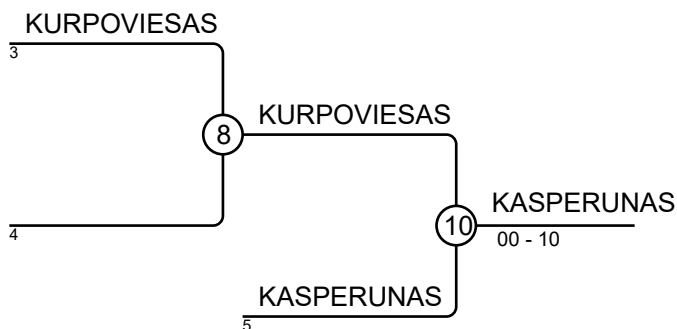 KURPOVIESAS
3
8
KURPOVIESAS
4
10
KASPERUNAS
00 - 10
KASPERUNAS
5